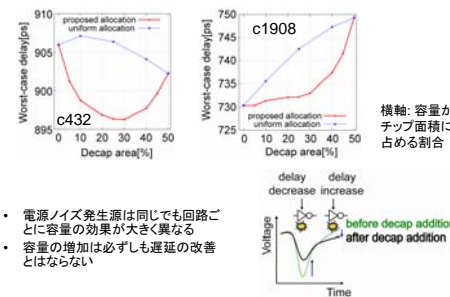 910
905
900
895
Worst-case delay[ps]
proposed allocation
uniform allocation
c432
0 10 20 30 40 50
Decap area[%]
750
745
740
735
730
725
Worst-case delay[ps]
c1908
proposed allocation
uniform allocation
0 10 20 30 40 50
Decap area[%]
横軸: 容量が
チップ面積に
占める割合
• 電源ノイズ発生源は同じでも回路ご
とに容量の効果が大きく異なる
• 容量の増加は必ずしも遅延の改善
とはならない
delay delay
decrease increase
before decap addition
after decap addition
Voltage
Time